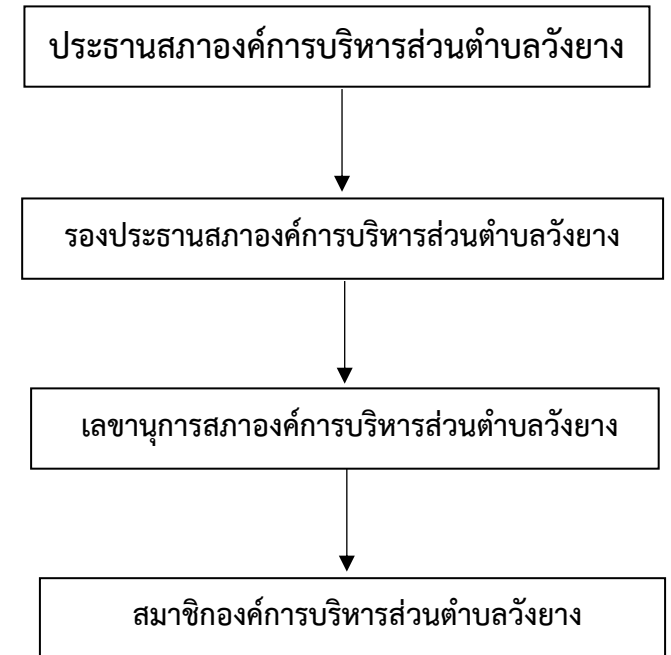 ประธานสภาองค์การบริหารส่วนตำบลวังยาง
รองประธานสภาองค์การบริหารส่วนตำบลวังยาง
เลขานุการสภาองค์การบริหารส่วนตำบลวังยาง
สมาชิกองค์การบริหารส่วนตำบลวังยาง